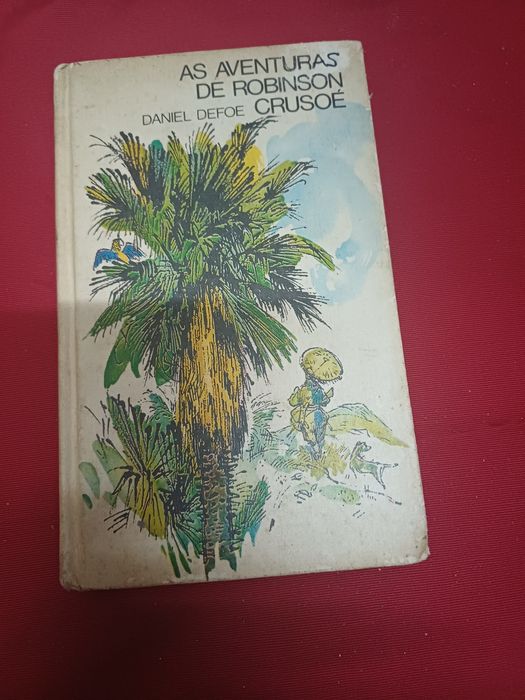 AS AVENTURAS
DE ROBINSON
DANIEL DEFOE CRUSOÉ